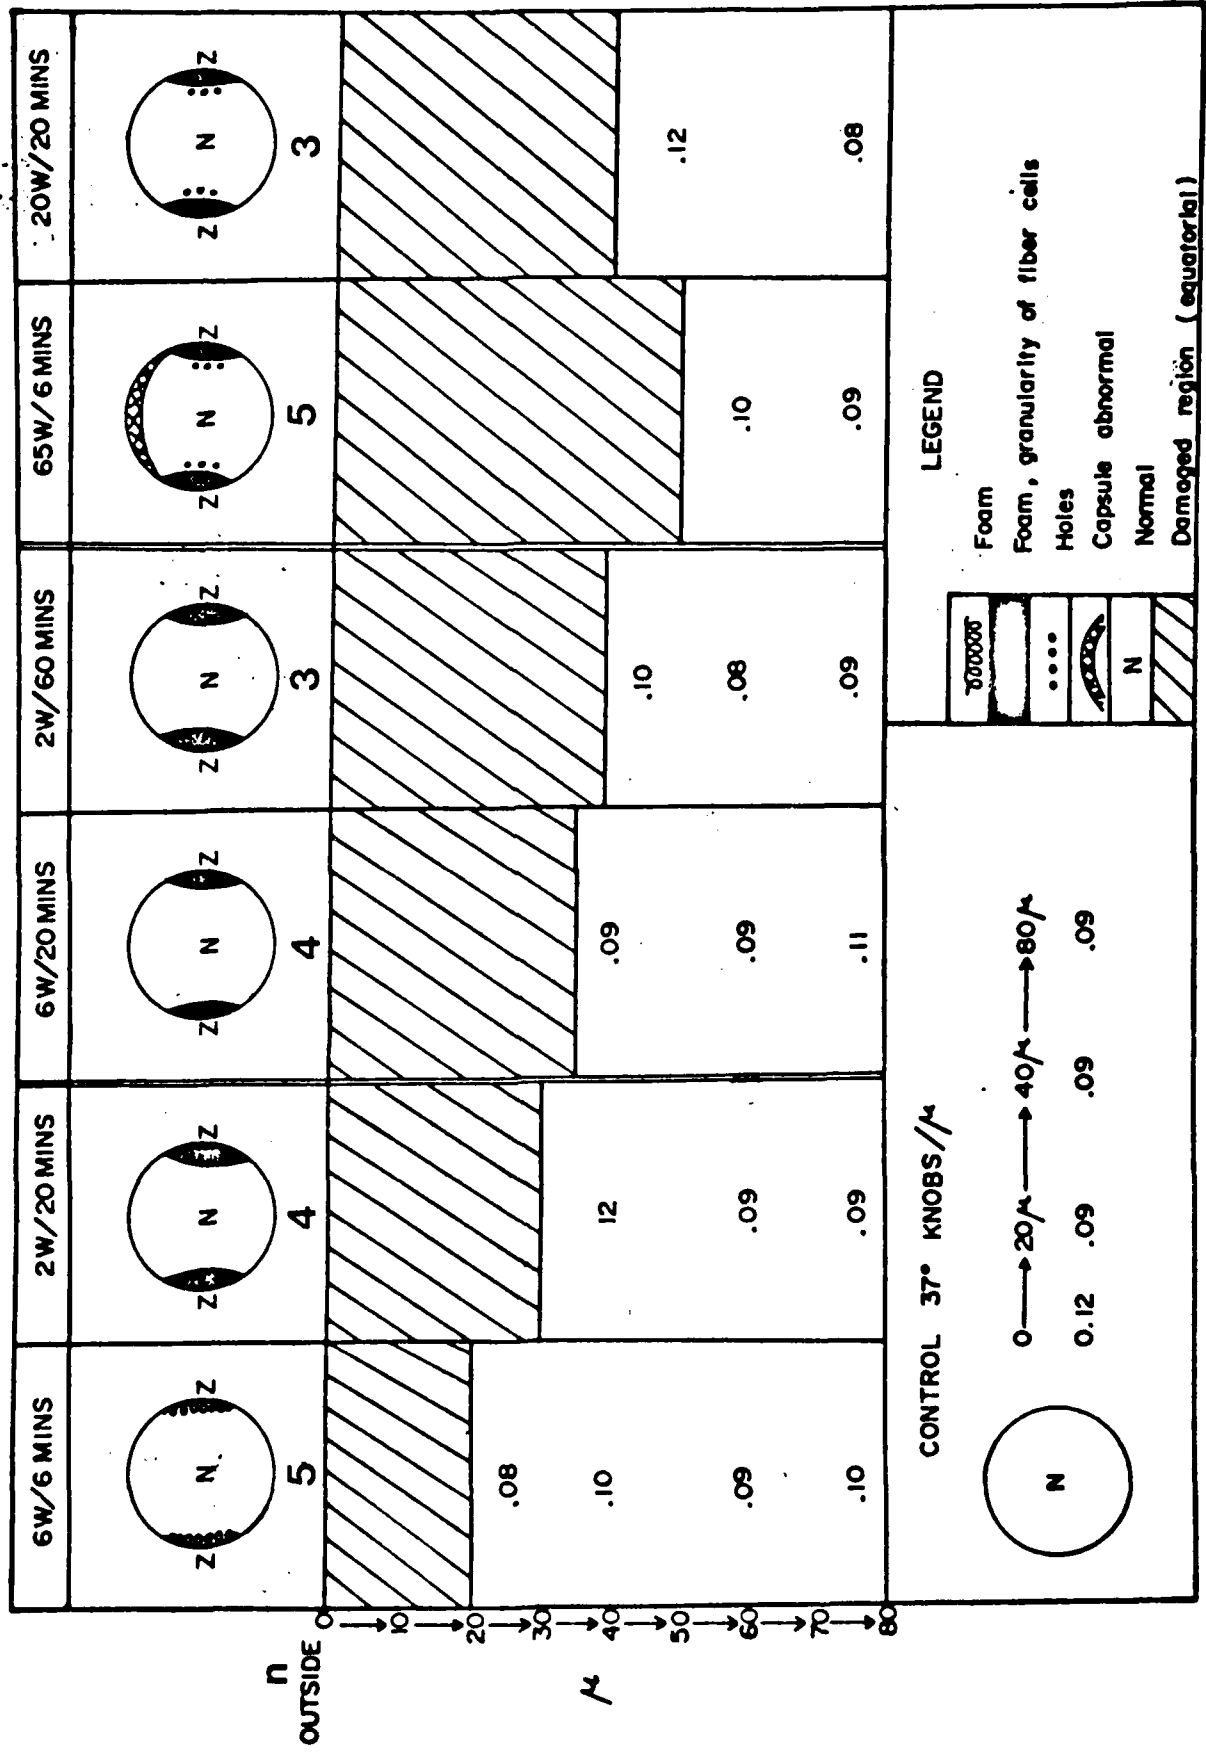 6W/6 MINS 2W/20 MINS 6W/20 MINS 2W/60 MINS 65W/6 MINS 20W/20 MINS
Z N Z Z N Z Z N Z Z N Z Z N Z Z N Z
n 5 4 4 3 5 3
OUTSIDE 0
10
20
30
40
50
60
70
80
μ
.08 .10 .09 .10
12 .09 .09
.09 .09 .11
.10 .08 .09
.10 .09
.12 .08
CONTROL 37° KNOBS/μ
N
0 20μ 40μ 80μ
0.12 .09 .09 .09
LEGEND
Foam
Foam, granularity of fiber cells
Holes
Capsule abnormal
N Normal
Damaged region (equatorial)